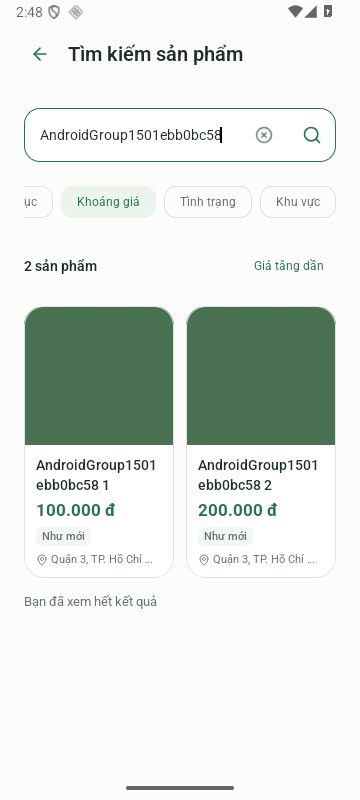 2:48
Tìm kiếm sản phẩm
AndroidGroup1501ebb0bc58
ục
Khoảng giá
Tình trạng
Khu vực
2 sản phẩm
Giá tăng dần
AndroidGroup1501
ebb0bc58 1
100.000 đ
Như mới
Quận 3, TP. Hồ Chí ...
AndroidGroup1501
ebb0bc58 2
200.000 đ
Như mới
Quận 3, TP. Hồ Chí ...
Bạn đã xem hết kết quả